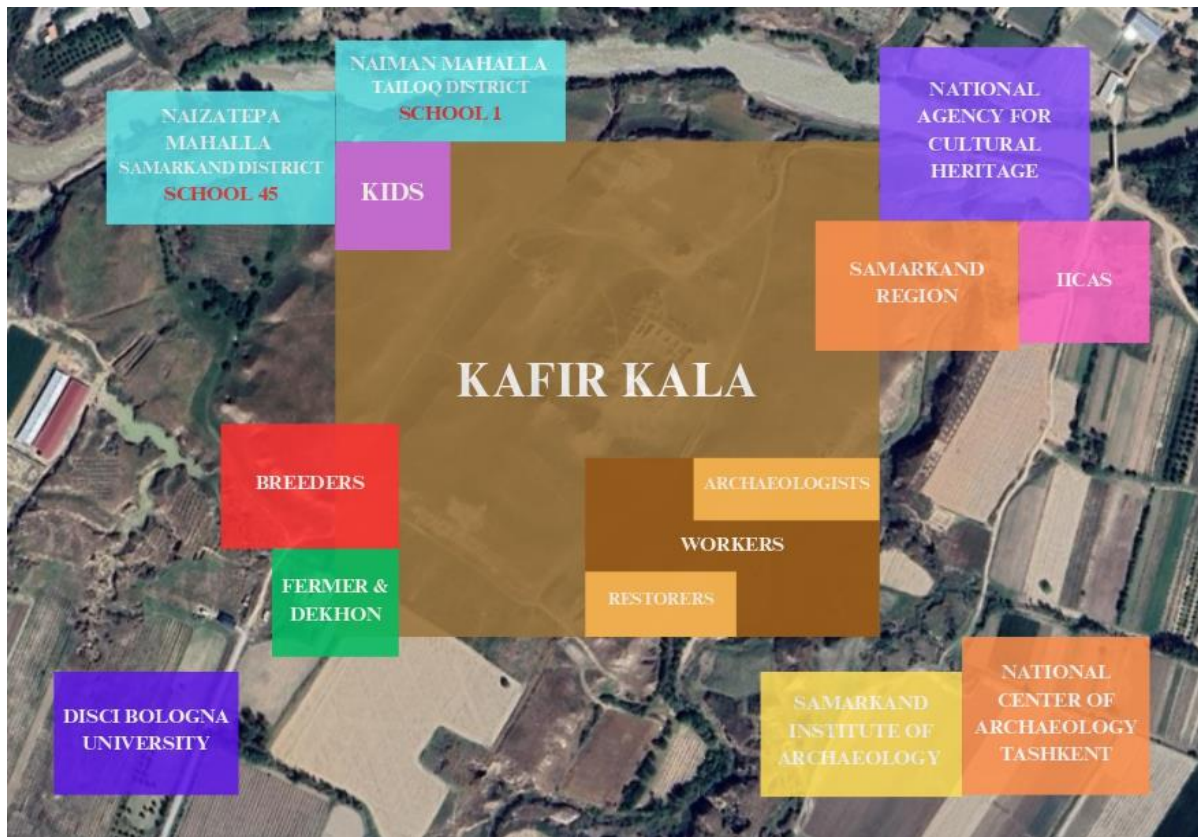 NAIMAN MAHALLA
TAILOQ DISTRICT
SCHOOL 1
NAIZATEPA
MAHALLA
SAMARKAND DISTRICT
SCHOOL 45
KIDS
NATIONAL
AGENCY FOR
CULTURAL
HERITAGE
SAMARKAND
REGION
IICAS
KAFIR KALA
BREEDERS
FERMER &
DEKHON
ARCHAEOLOGISTS
WORKERS
RESTORERS
DISCI BOLOGNA
UNIVERSITY
SAMARKAND
INSTITUTE OF
ARCHAEOLOGY
NATIONAL
CENTER OF
ARCHAEOLOGY
TASHKENT